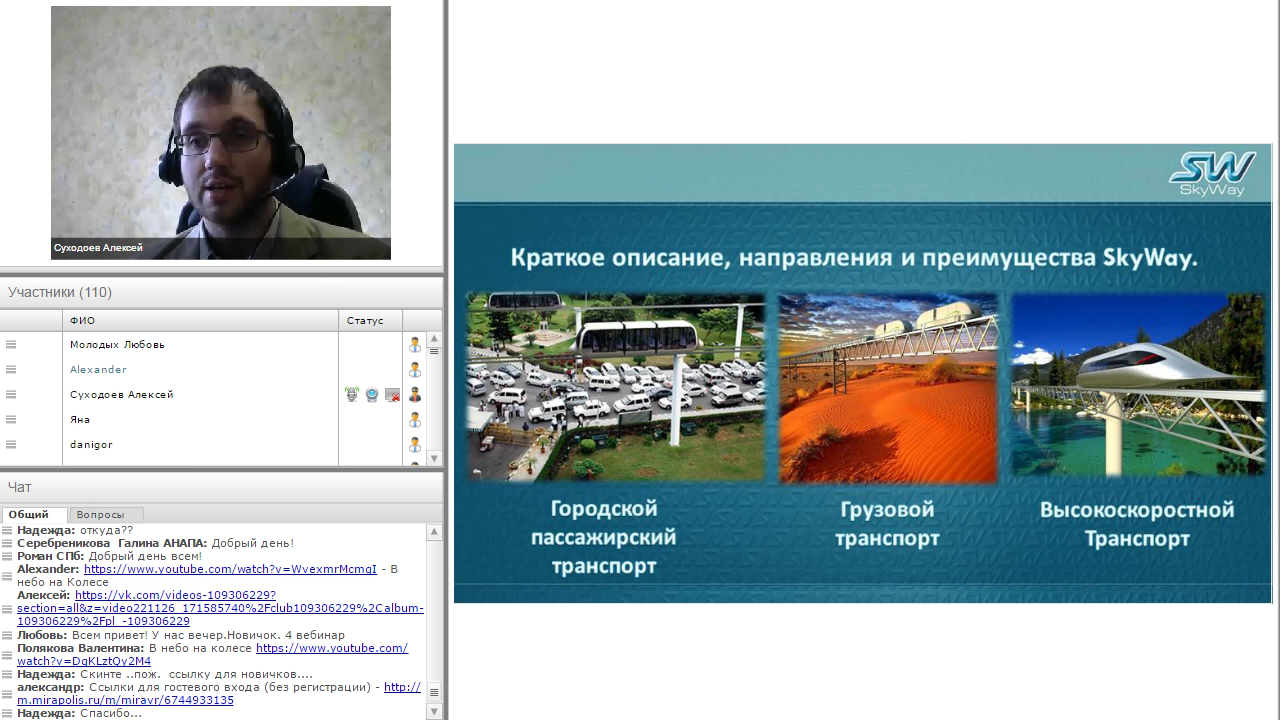 Суходоев Алексей
Участники (110)
ФИО
Статус
Молодых Любовь
Alexander
Суходоев Алексей
Яна
danigor
Чат
Общий
Вопросы
Надежда: откуда??
Серебреникова Галина АНАПА: Добрый день!
Роман СПб: Добрый день всем!
Alexander: https://www.youtube.com/watch?v=WvexmrMcmgI - В
небо на Колесе
Алексей: https://vk.com/videos-109306229?
section=all&z=video221126_171585740%2Fclub109306229%2Calbum-
109306229%2Fpl_-109306229
Любовь: Всем привет! У нас вечер.Новичок. 4 вебинар
Полякова Валентина: В небо на колесе https://www.youtube.com/
watch?v=DgKLztQv2M4
Надежда: Скинте ..пож. ссылку для новичков....
александр: Ссылки для гостевого входа (без регистрации) - http://
m.mirapolis.ru/m/miravr/6744933135
Надежда: Спасибо...
SW
SkyWay
Краткое описание, направления и преимущества SkyWay.
Городской
пассажирский
транспорт
Грузовой
транспорт
Высокоскоростной
Транспорт